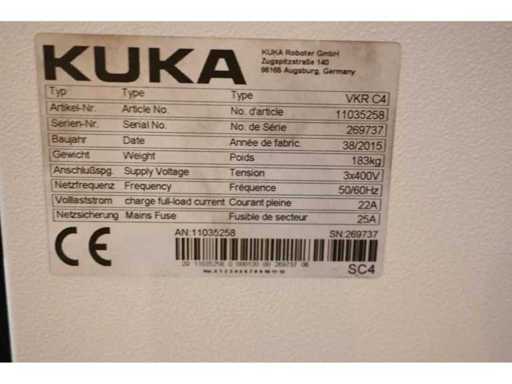 KUKA
KUKA Roboter GmbH
Zugspitzstraße 140
86165 Augsburg, Germany
Typ Type Type VKR C4
Artikel-Nr. Article No. No. d'article 11035258
Serien-Nr. Serial No. No. de Série 269737
Baujahr Date Année de fabric. 38/2015
Gewicht Weight Poids 183kg
Anschlußspg. Supply Voltage Tension 3x400V
Netzfrequenz Frequency Fréquence 50/60Hz
Volllaststrom charge full-load current Courant pleine 22A
Netzsicherung Mains Fuse Fusible de secteur 25A
CE
AN:11035258 SN:269737
SC4